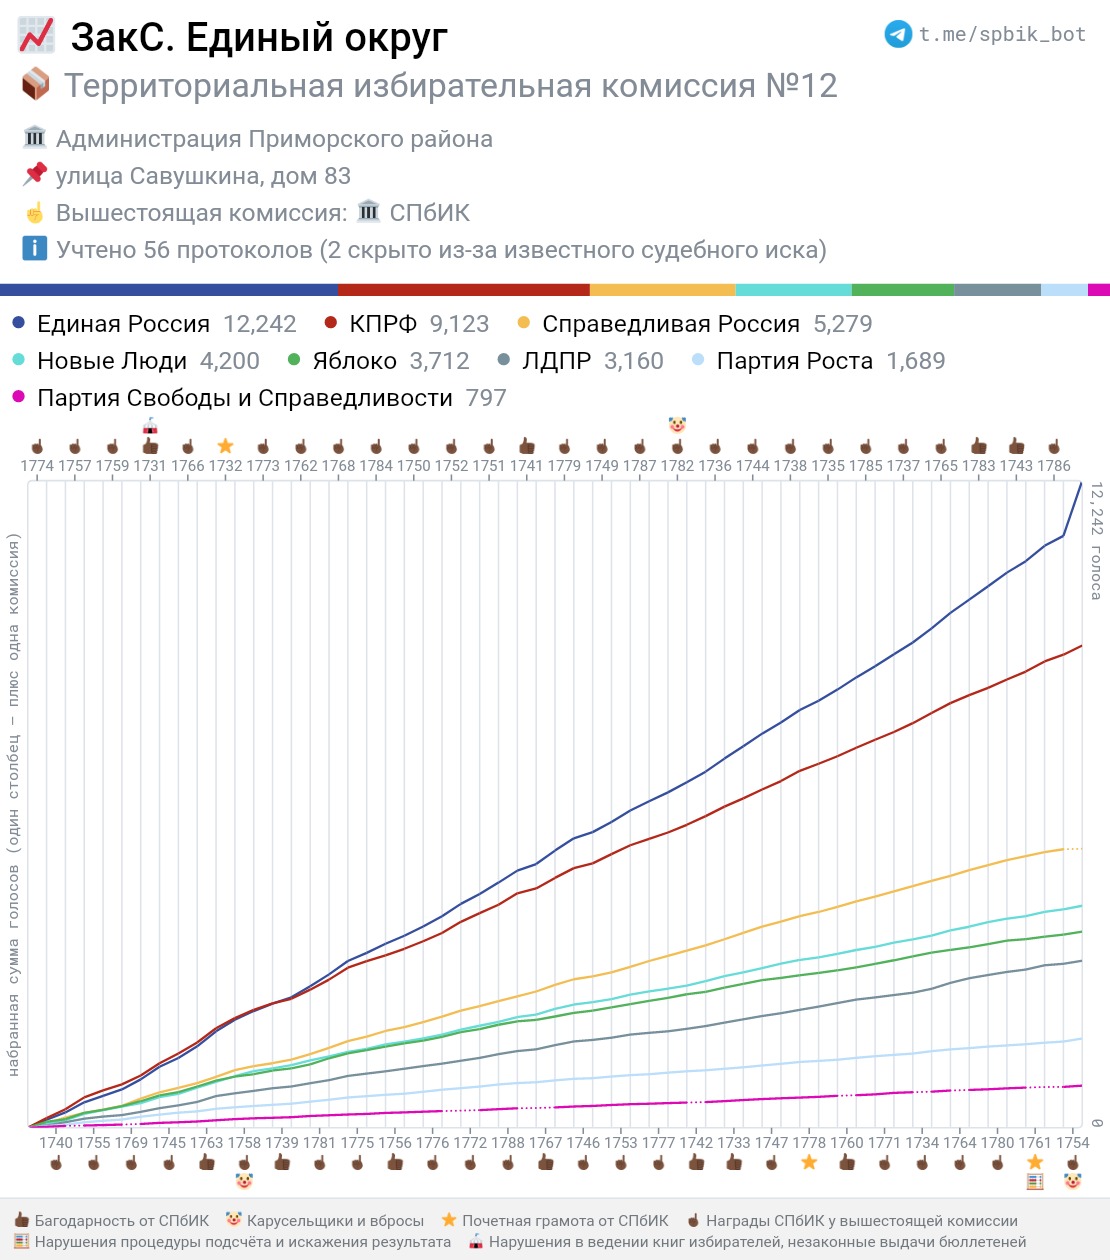 ЗакС. Единый округ
t.me/spbik_bot
Территориальная избирательная комиссия №12
Администрация Приморского района
улица Савушкина, дом 83
Вышестоящая комиссия: СПбИК
Учтено 56 протоколов (2 скрыто из-за известного судебного иска)
Единая Россия 12,242 КПРФ 9,123 Справедливая Россия 5,279
Новые Люди 4,200 Яблоко 3,712 ЛДПР 3,160 Партия Роста 1,689
Партия Свободы и Справедливости 797
1774 1757 1759 1731 1766 1732 1773 1762 1768 1784 1750 1752 1751 1741 1779 1749 1787 1782 1736 1744 1738 1735 1785 1737 1765 1783 1743 1786
набранная сумма голосов (один столбец – плюс одна комиссия)
12,242 голоса
0
1740 1755 1769 1745 1763 1758 1739 1781 1775 1756 1776 1772 1788 1767 1746 1753 1777 1742 1733 1747 1778 1760 1771 1734 1764 1780 1761 1754
Багодарность от СПбИК Карусельщики и вбросы Почетная грамота от СПбИК Награды СПбИК у вышестоящей комиссии
Нарушения процедуры подсчёта и искажения результата Нарушения в ведении книг избирателей, незаконные выдачи бюллетеней